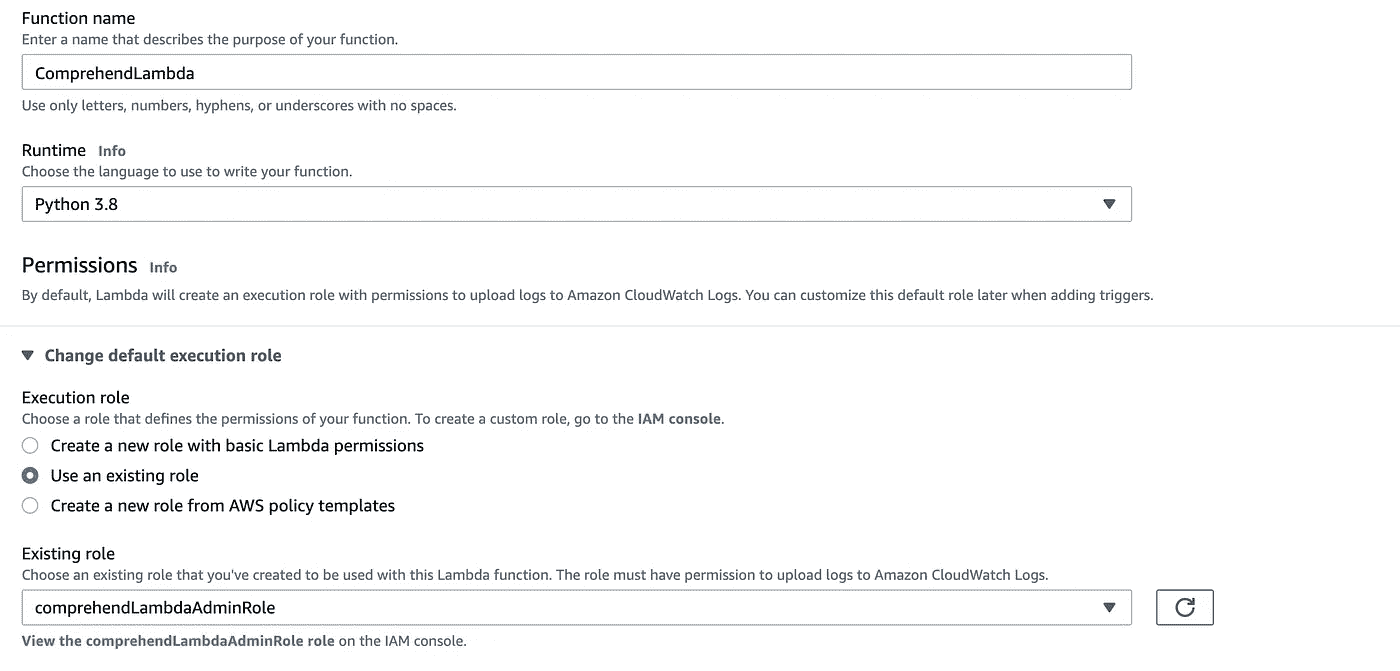 Function name
Enter a name that describes the purpose of your function.
ComprehendLambda
Use only letters, numbers, hyphens, or underscores with no spaces.
Runtime Info
Choose the language to use to write your function.
Python 3.8
Permissions Info
By default, Lambda will create an execution role with permissions to upload logs to Amazon CloudWatch Logs. You can customize this default role later when adding triggers.
Change default execution role
Execution role
Choose a role that defines the permissions of your function. To create a custom role, go to the IAM console.
Create a new role with basic Lambda permissions
Use an existing role
Create a new role from AWS policy templates
Existing role
Choose an existing role that you've created to be used with this Lambda function. The role must have permission to upload logs to Amazon CloudWatch Logs.
comprehendLambdaAdminRole
View the comprehendLambdaAdminRole role on the IAM console.